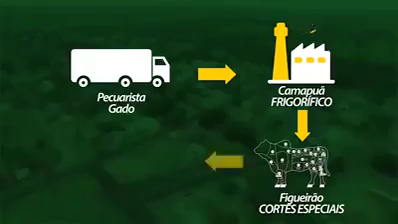 Pecuarista
Gado
Camapuã
FRIGORÍFICO
Figueirão
CORTES ESPECIAIS